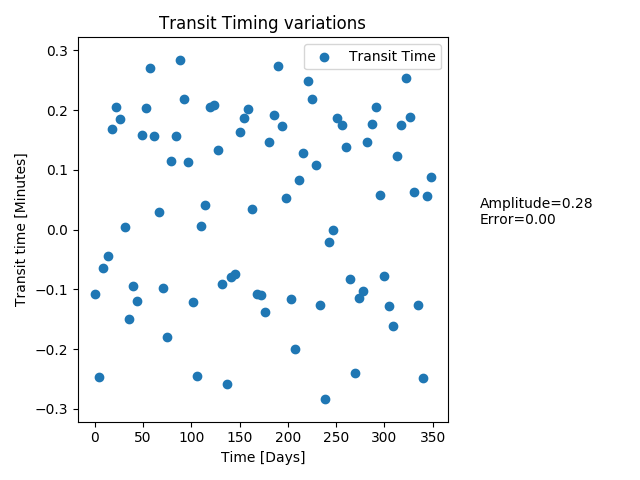 Transit Timing variations
Transit Time
0.3
0.2
0.1
0.0
−0.1
−0.2
−0.3
Transit time [Minutes]
0
50
100
150
200
250
300
350
Time [Days]
Amplitude=0.28
Error=0.00